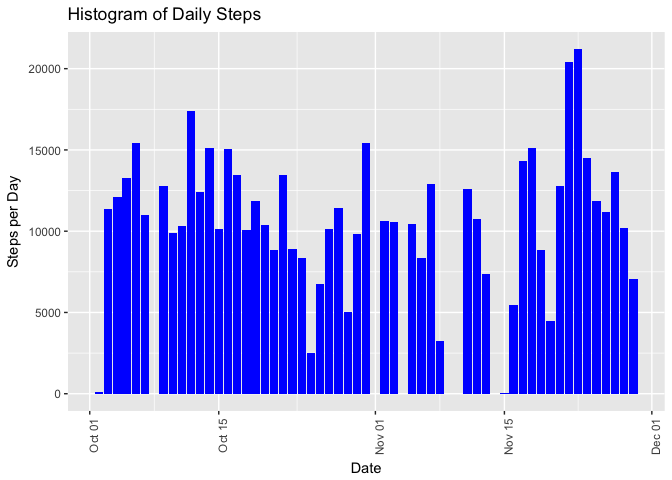 Histogram of Daily Steps
Steps per Day
20000
15000
10000
5000
0
Oct 01
Oct 15
Nov 01
Nov 15
Dec 01
Date